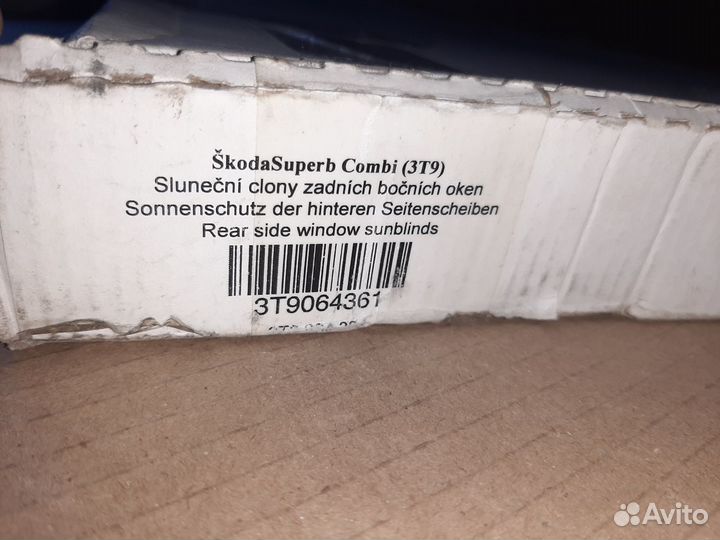 ŠkodaSuperb Combi (3T9)
Sluneční clony zadních bočních oken
Sonnenschutz der hinteren Seitenscheiben
Rear side window sunblinds
3T9064361
Avito